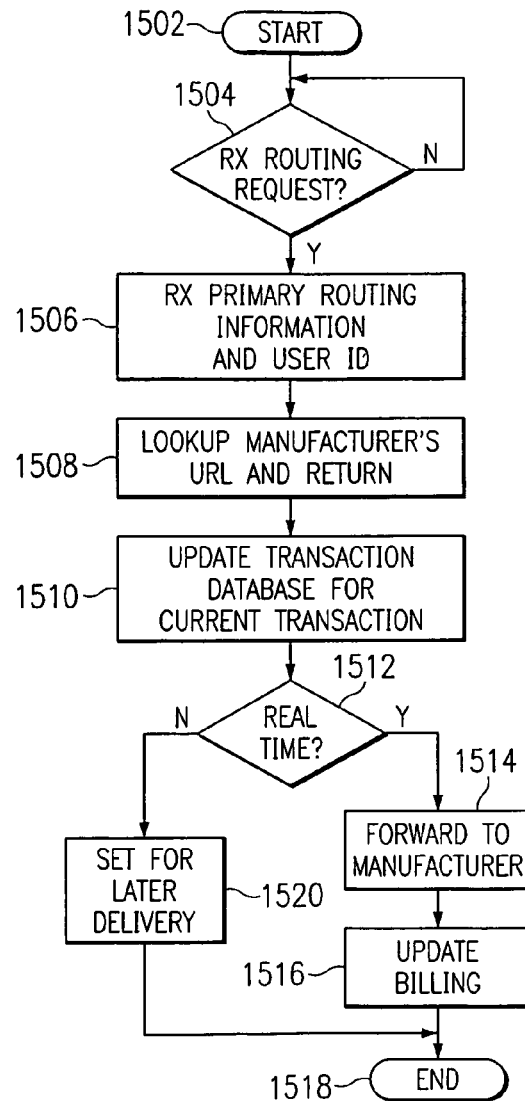 1502
START
1504
RX ROUTING
REQUEST?
N
Y
1506
RX PRIMARY ROUTING
INFORMATION
AND USER ID
1508
LOOKUP MANUFACTURER'S
URL AND RETURN
1510
UPDATE TRANSACTION
DATABASE FOR
CURRENT TRANSACTION
1512
N
REAL
TIME?
Y
1514
SET FOR
LATER
DELIVERY
1520
FORWARD TO
MANUFACTURER
1516
UPDATE
BILLING
1518
END